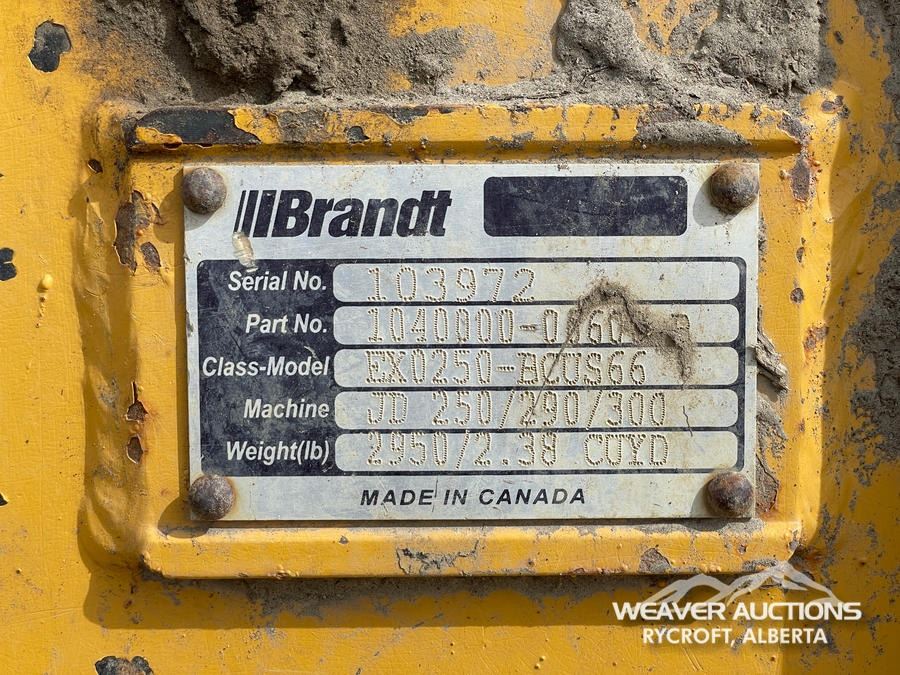 Brandt
Serial No. 103972
Part No.
Class-Model EX0250-BCUS66
Machine JD 250/290/300
Weight(lb) 2950/2.38 CUYD
MADE IN CANADA
WEAVER AUCTIONS
RYCROFT, ALBERTA